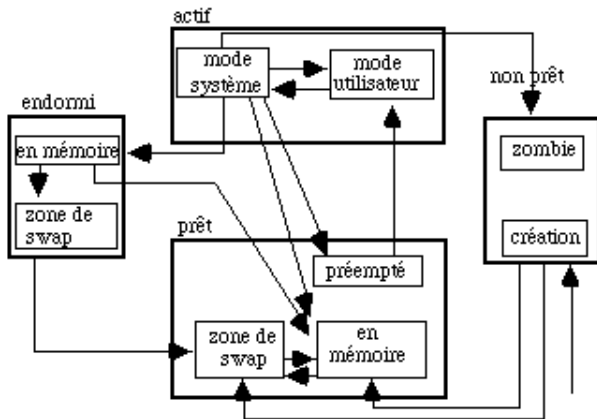 actif
mode
système
mode
utilisateur
non prêt
endormi
en mémoire
zone de
swap
zombie
création
prêt
préempté
zone de
swap
en
mémoire